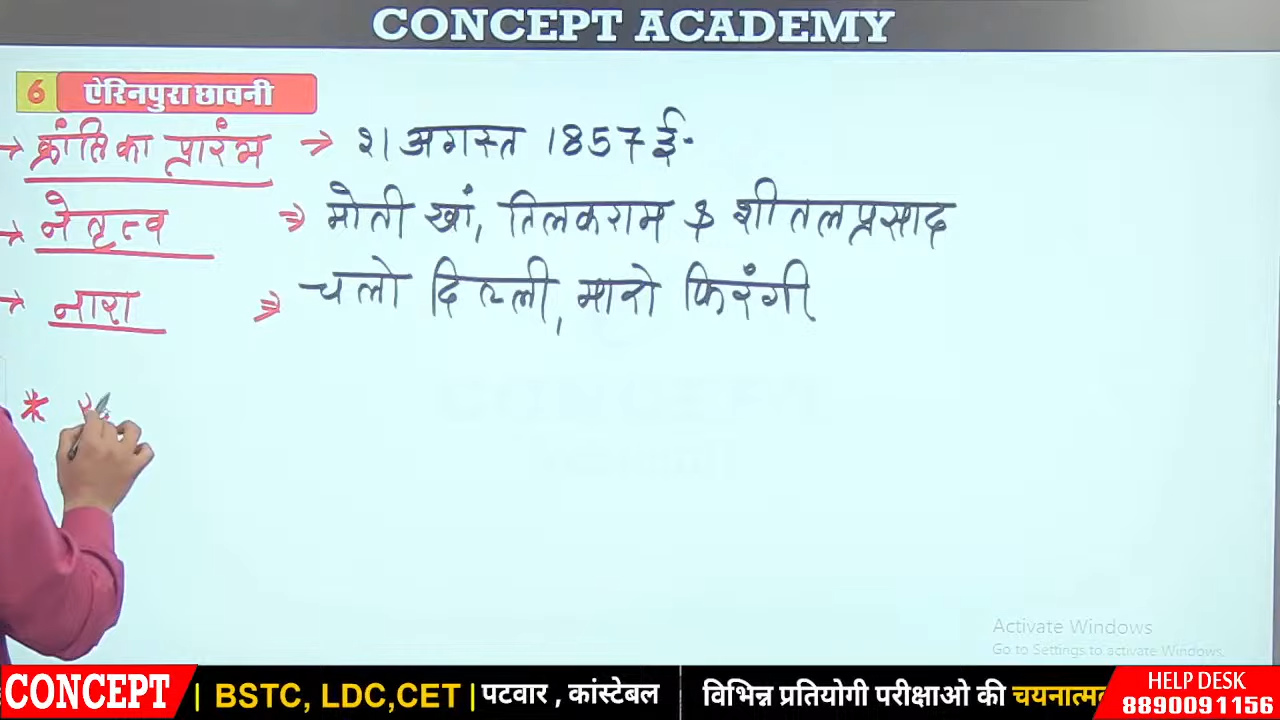 CONCEPT ACADEMY
6 ऐरिनपुरा छावनी
→ क्रांति का प्रारंभ → 21 अगस्त 1857 ई.
→ नेतृत्व ⇒ मोती खां, तिलकराम & शीतलप्रसाद
→ नारा ⇒ चलो दिल्ली, मारो फिरंगी
*
Activate Windows
Go to Settings to activate Windows.
CONCEPT | BSTC, LDC,CET | पटवार , कांस्टेबल | विभिन्न प्रतियोगी परीक्षाओ की चयनात्मक HELP DESK
8890091156